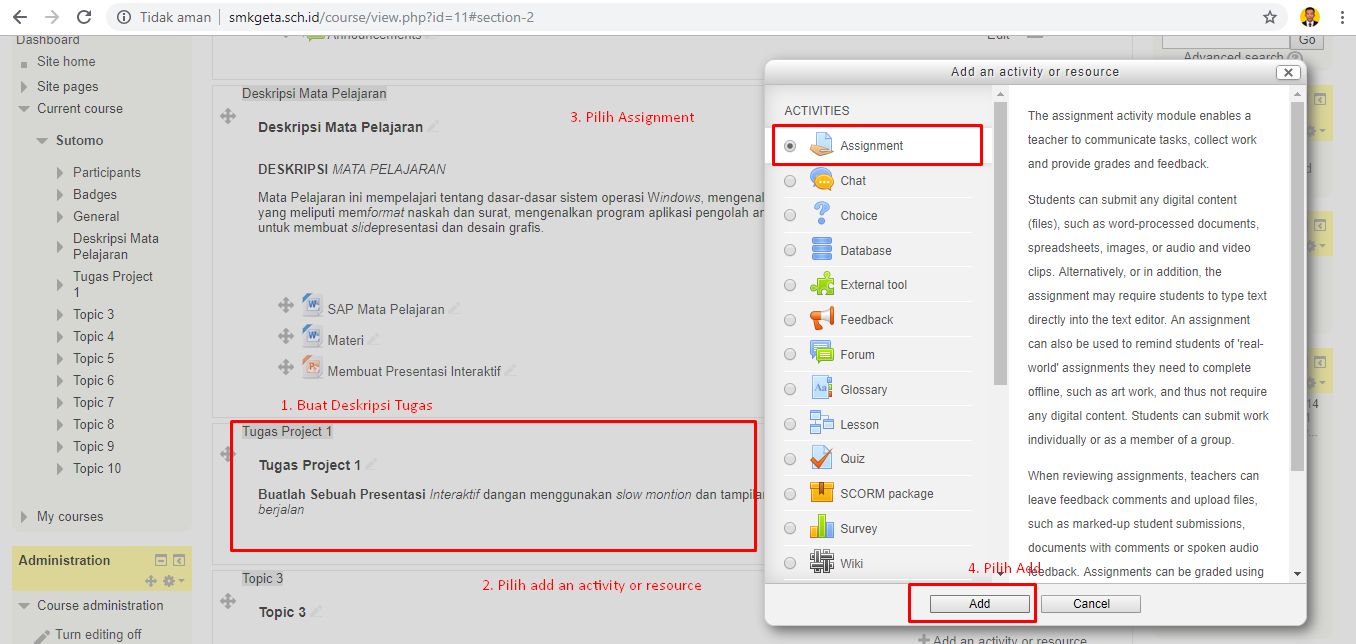 Tidak aman
smkgeta.sch.id/course/view.php?id=11#section-2
Dashboard
Site home
Site pages
Current course
Sutomo
Participants
Badges
General
Deskripsi Mata
Pelajaran
Tugas Project
1
Topic 3
Topic 4
Topic 5
Topic 6
Topic 7
Topic 8
Topic 9
Topic 10
My courses
Administration
Course administration
Turn editing off
Announcements
Edit
Deskripsi Mata Pelajaran
3. Pilih Assignment
Deskripsi Mata Pelajaran
DESKRIPSI MATA PELAJARAN
Mata Pelajaran ini mempelajari tentang dasar-dasar sistem operasi Windows, mengenal
yang meliputi memformat naskah dan surat, mengenalkan program aplikasi pengolah
untuk membuat slidepresentasi dan desain grafis.
SAP Mata Pelajaran
Materi
Membuat Presentasi Interaktif
1. Buat Deskripsi Tugas
Tugas Project 1
Tugas Project 1
Buatlah Sebuah Presentasi Interaktif dangan menggunakan slow montion dan tampilan
berjalan
Topic 3
2. Pilih add an activity or resource
Topic 3
Add an activity or resource
Go
Advanced search
Add an activity or resource
ACTIVITIES
Assignment
Chat
Choice
Database
External tool
Feedback
Forum
Glossary
Lesson
Quiz
SCORM package
Survey
Wiki
The assignment activity module enables a
teacher to communicate tasks, collect work
and provide grades and feedback.
Students can submit any digital content
(files), such as word-processed documents,
spreadsheets, images, or audio and video
clips. Alternatively, or in addition, the
assignment may require students to type text
directly into the text editor. An assignment
can also be used to remind students of 'real-
world' assignments they need to complete
offline, such as art work, and thus not require
any digital content. Students can submit work
individually or as a member of a group.
When reviewing assignments, teachers can
leave feedback comments and upload files,
such as marked-up student submissions,
documents with comments or spoken audio
feedback. Assignments can be graded using
4. Pilih Add
Add
Cancel
14